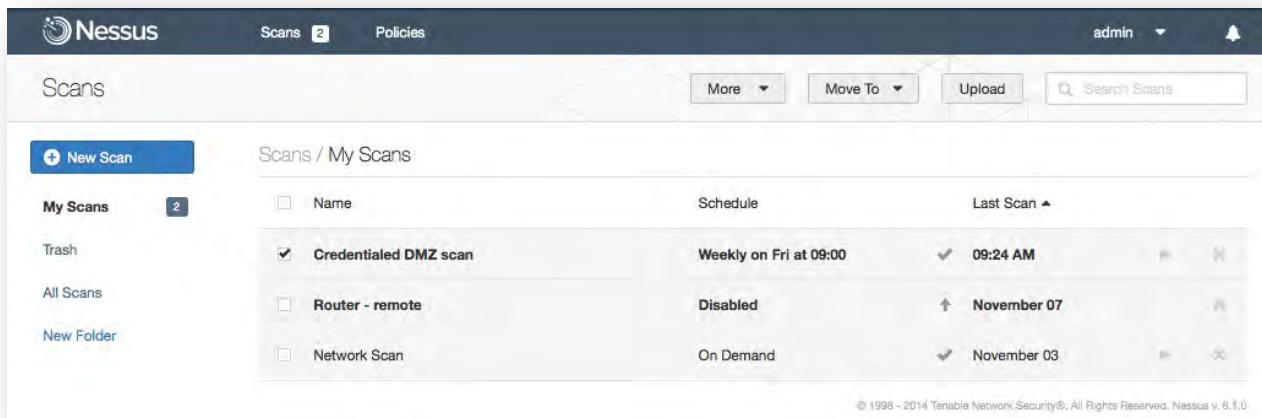 Nessus Scans 2 Policies admin
Scans More Move To Upload Search Scans
New Scan
My Scans 2
Trash
All Scans
New Folder
Scans / My Scans
Name Schedule Last Scan
Credentialed DMZ scan Weekly on Fri at 09:00 09:24 AM
Router - remote Disabled November 07
Network Scan On Demand November 03
© 1998 - 2014 Tenable Network Security®. All Rights Reserved. Nessus v. 6.1.0